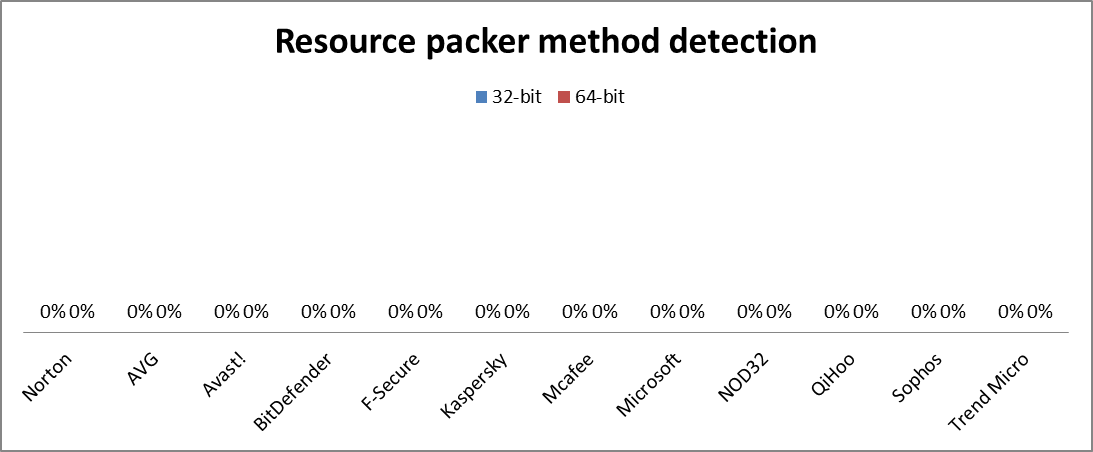 Resource packer method detection
32-bit 64-bit
0% 0% 0% 0% 0% 0% 0% 0% 0% 0% 0% 0% 0% 0% 0% 0% 0% 0% 0% 0% 0% 0% 0% 0%
Norton AVG Avast! BitDefender F-Secure Kaspersky Mcafee Microsoft NOD32 QiHoo Sophos Trend Micro